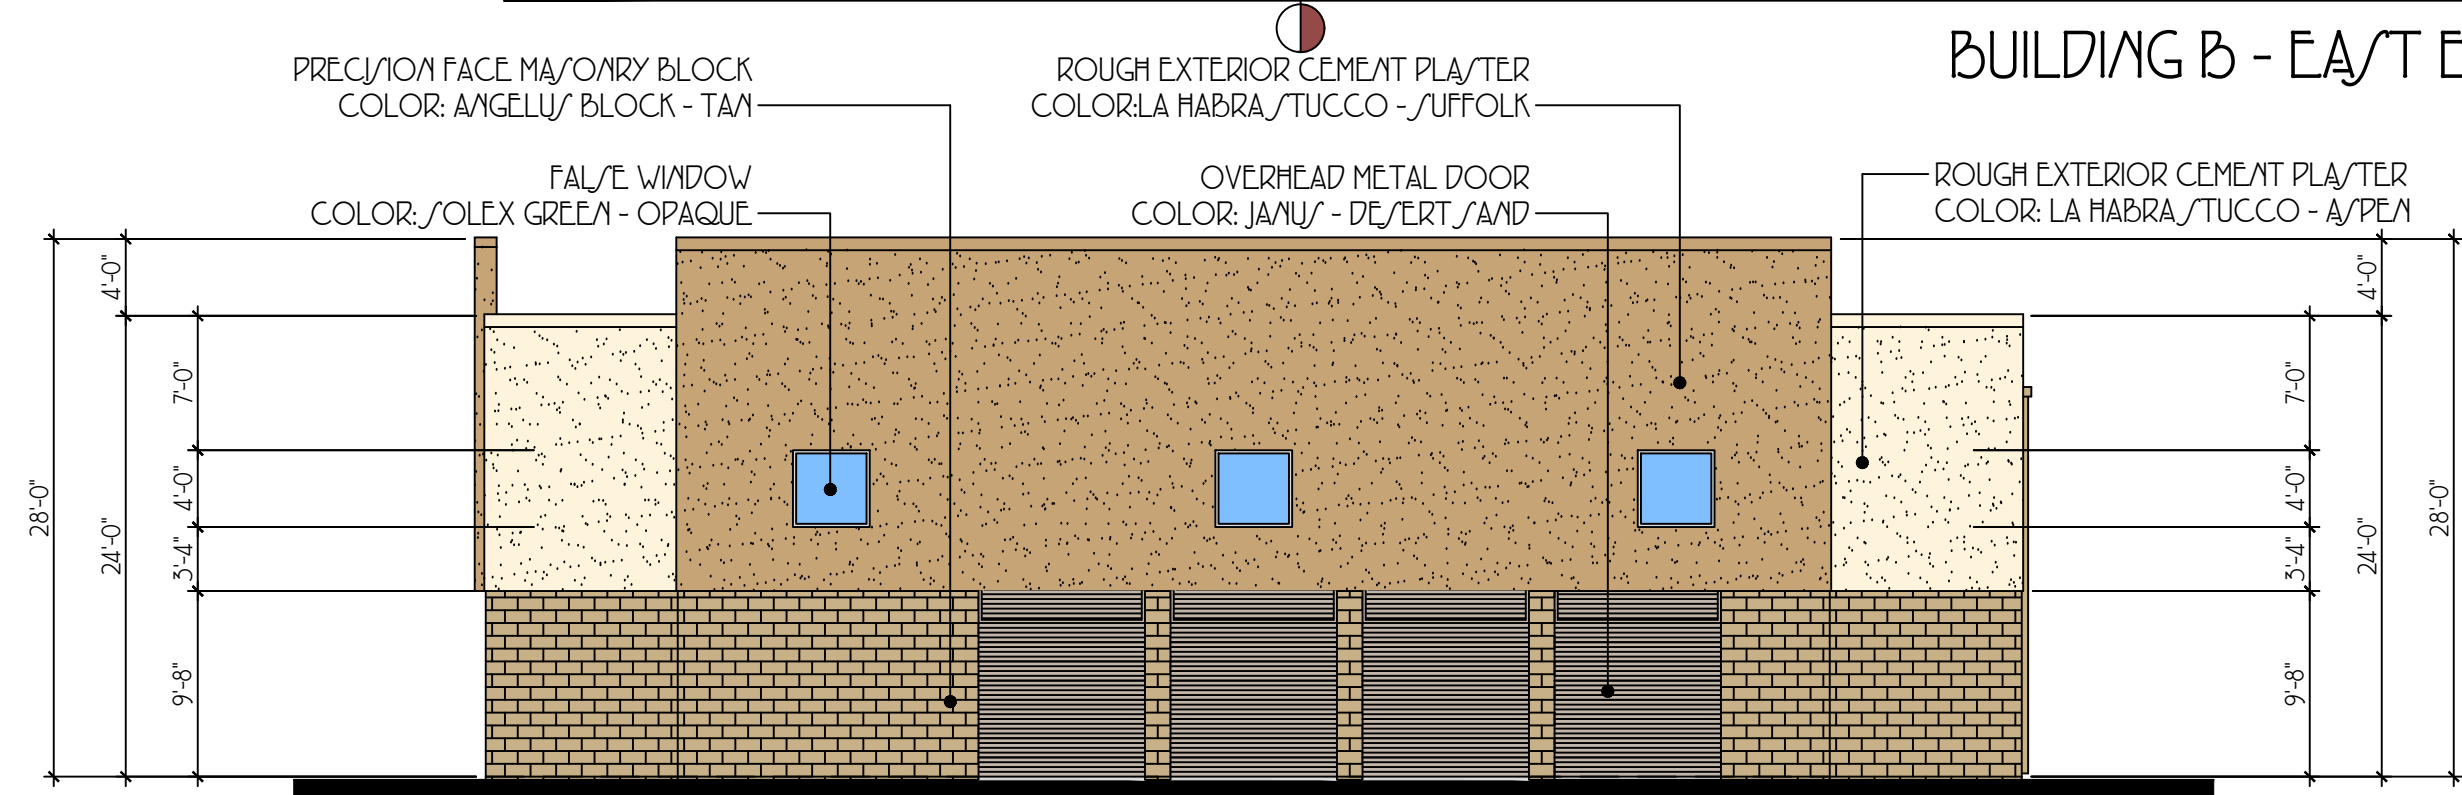 BUILDING B - EAST E
PRECISION FACE MASONRY BLOCK
COLOR: ANGELUS BLOCK - TAN
ROUGH EXTERIOR CEMENT PLASTER
COLOR:LA HABRA STUCCO - SUFFOLK
FALSE WINDOW
COLOR: SOLEX GREEN - OPAQUE
OVERHEAD METAL DOOR
COLOR: JANUS - DESERT SAND
ROUGH EXTERIOR CEMENT PLASTER
COLOR: LA HABRA STUCCO - ASPEN
28'-0"
4'-0"
24'-0"
7'-0"
4'-0"
3'-4"
9'-8"
7'-0"
4'-0"
3'-4"
9'-8"
4'-0"
24'-0"
28'-0"